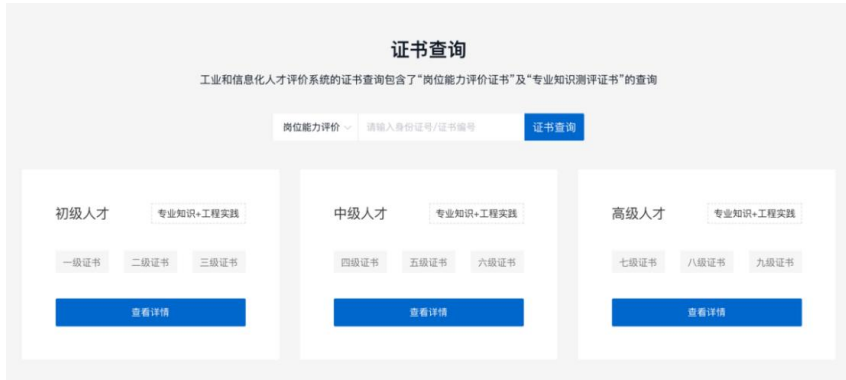 证书查询
工业和信息化人才评价系统的证书查询包含了“岗位能力评价证书”及“专业知识测评证书”的查询
岗位能力评价 请输入身份证号/证书编号 证书查询
初级人才 专业知识+工程实践
一级证书 二级证书 三级证书
查看详情
中级人才 专业知识+工程实践
四级证书 五级证书 六级证书
查看详情
高级人才 专业知识+工程实践
七级证书 八级证书 九级证书
查看详情